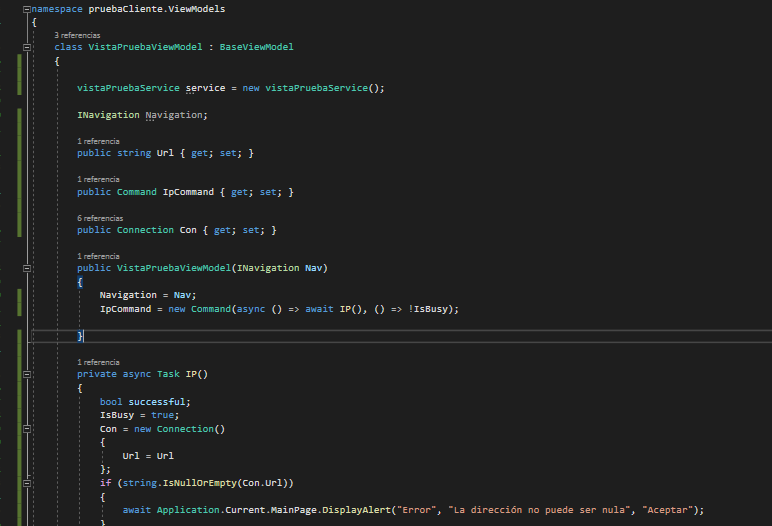 namespace pruebaCliente.ViewModels
{
3 referencias
class VistaPruebaViewModel : BaseViewModel
{
vistaPruebaService service = new vistaPruebaService();
INavigation Navigation;
1 referencia
public string Url { get; set; }
1 referencia
public Command IpCommand { get; set; }
6 referencias
public Connection Con { get; set; }
1 referencia
public VistaPruebaViewModel(INavigation Nav)
{
Navigation = Nav;
IpCommand = new Command(async () => await IP(), () => !IsBusy);
}
1 referencia
private async Task IP()
{
bool successful;
IsBusy = true;
Con = new Connection()
{
Url = Url
};
if (string.IsNullOrEmpty(Con.Url))
{
await Application.Current.MainPage.DisplayAlert("Error", "La dirección no puede ser nula", "Aceptar");
}